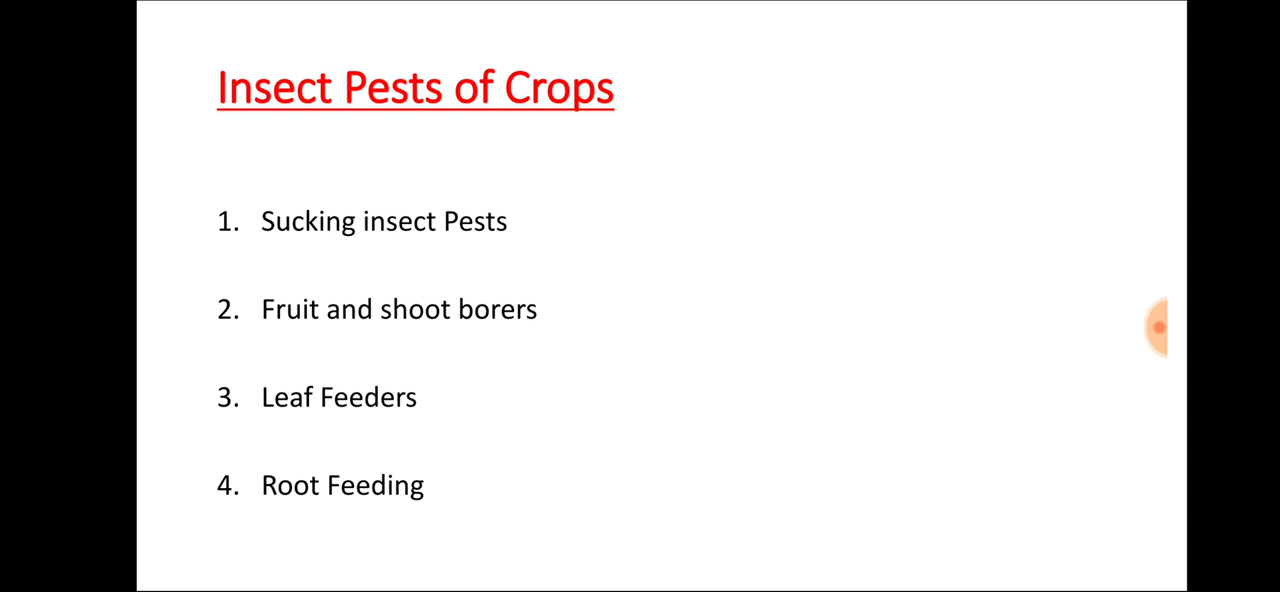 Insect Pests of Crops
1. Sucking insect Pests
2. Fruit and shoot borers
3. Leaf Feeders
4. Root Feeding